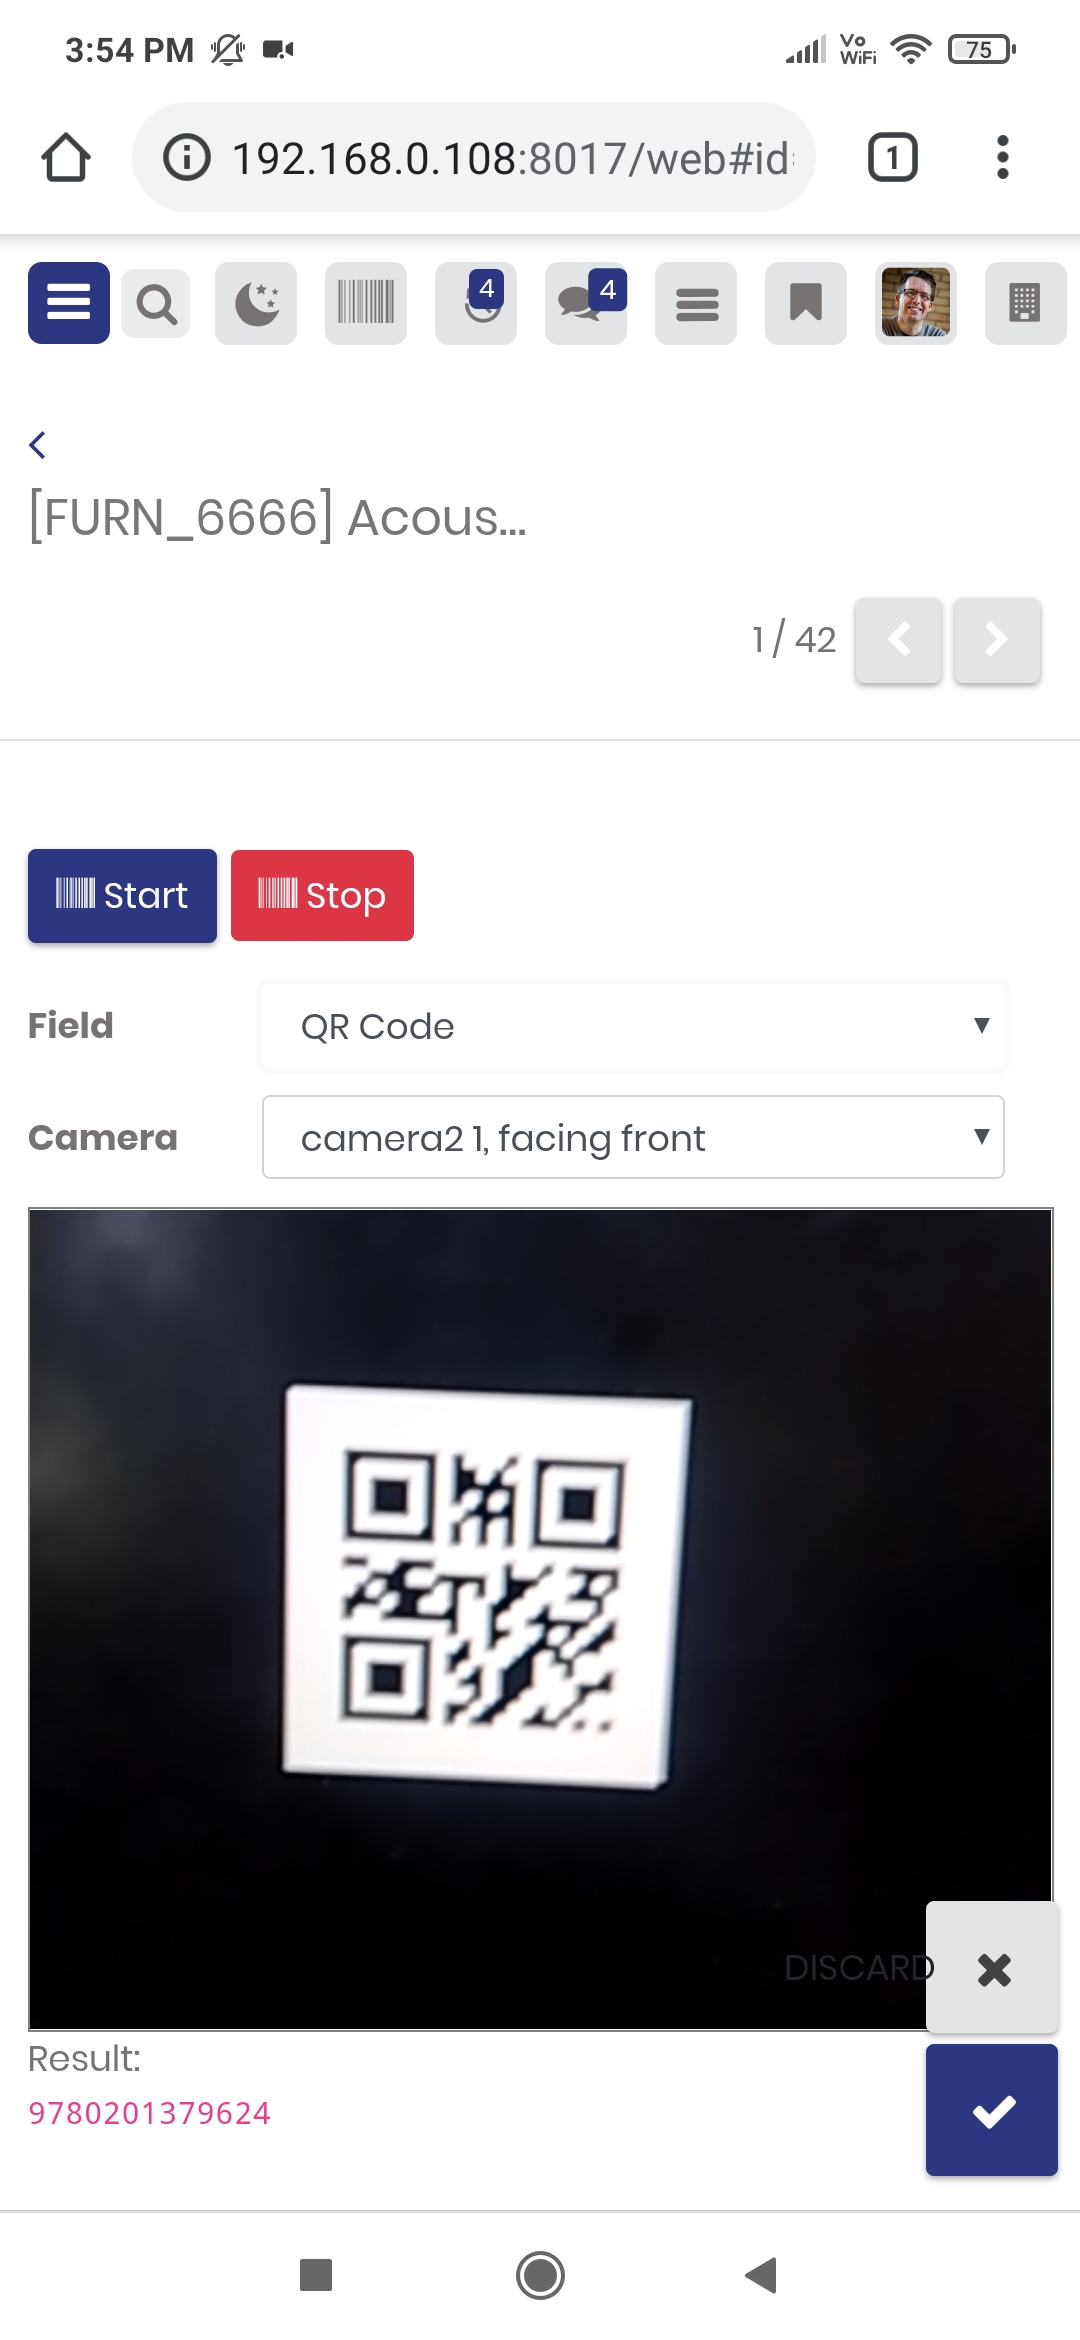 3:54 PM
Vo
WiFi
75
192.168.0.108:8017/web#id
1
4
4
[FURN_6666] Acous...
1 / 42
Start
Stop
Field
QR Code
Camera
camera2 1, facing front
DISCARD
Result:
9780201379624